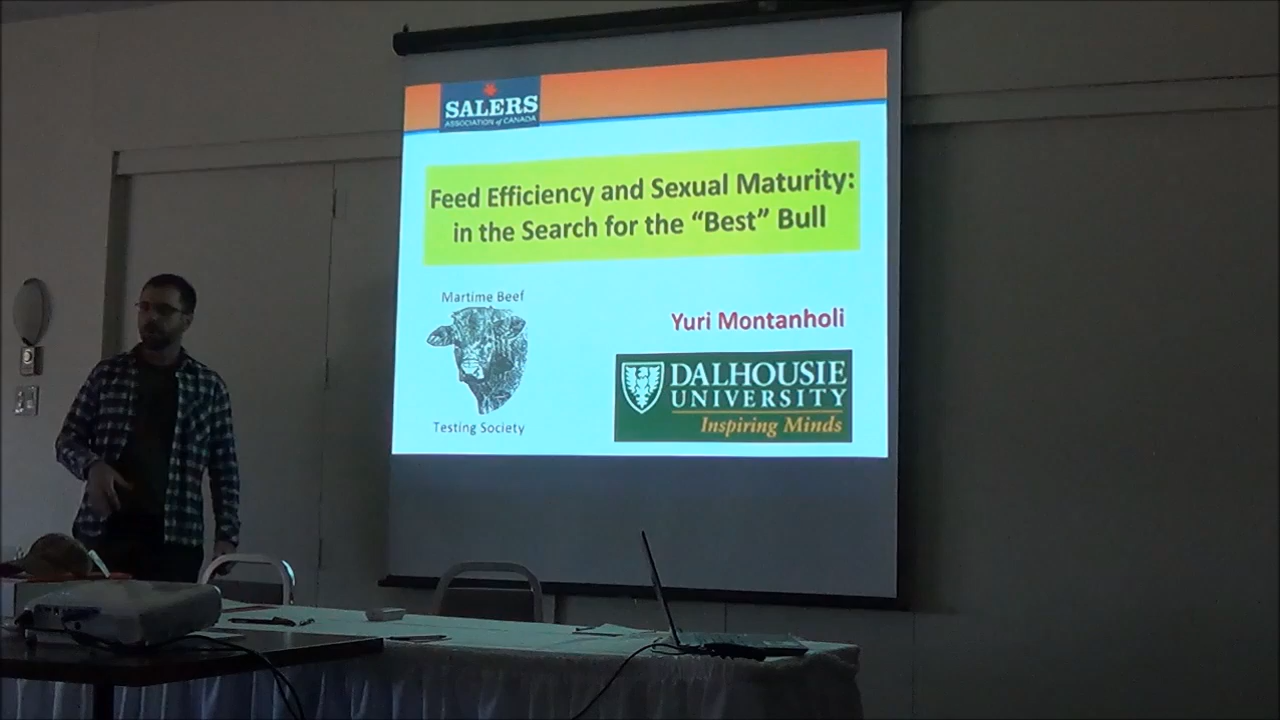 SALERS
ASSOCIATION of CANADA
Feed Efficiency and Sexual Maturity:
in the Search for the “Best” Bull
Martime Beef
Testing Society
Yuri Montanholi
DALHOUSIE
UNIVERSITY
Inspiring Minds